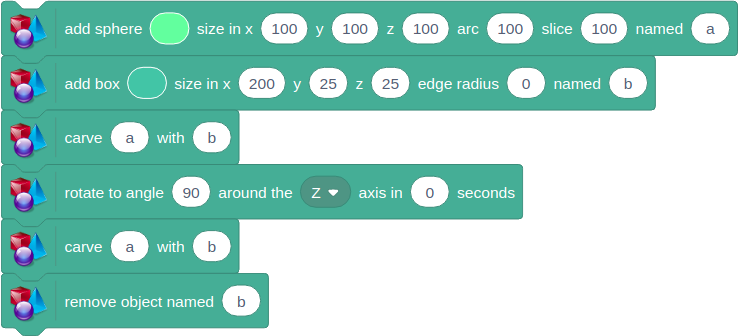 add sphere size in x 100 y 100 z 100 arc 100 slice 100 named a
add box size in x 200 y 25 z 25 edge radius 0 named b
carve a with b
rotate to angle 90 around the Z axis in 0 seconds
carve a with b
remove object named b